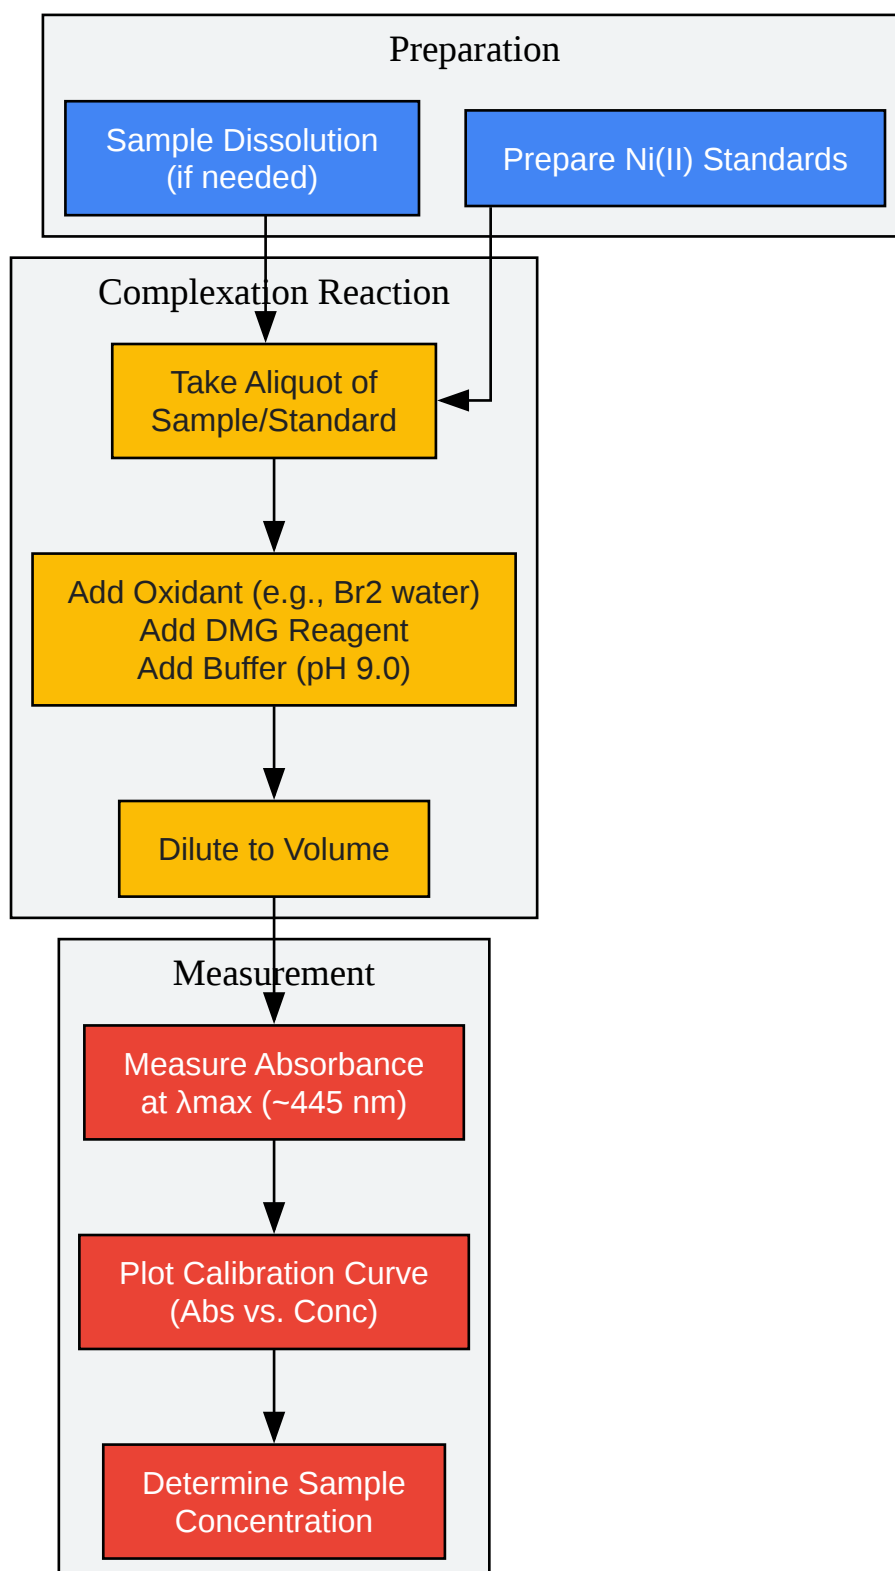 Preparation
Sample Dissolution
(if needed)
Prepare Ni(II) Standards
Complexation Reaction
Take Aliquot of
Sample/Standard
Add Oxidant (e.g., Br2 water)
Add DMG Reagent
Add Buffer (pH 9.0)
Dilute to Volume
Measurement
Measure Absorbance
at λmax (~445 nm)
Plot Calibration Curve
(Abs vs. Conc)
Determine Sample
Concentration